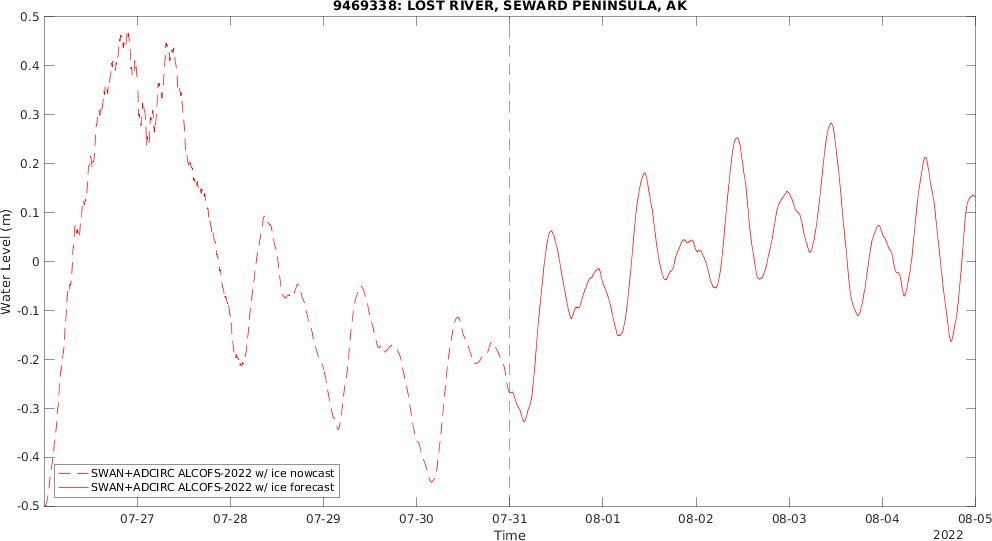 9469338: LOST RIVER, SEWARD PENINSULA, AK
Water Level (m)
0.5
0.4
0.3
0.2
0.1
0
-0.1
-0.2
-0.3
-0.4
-0.5
SWAN+ADCIRC ALCOFS-2022 w/ ice nowcast
SWAN+ADCIRC ALCOFS-2022 w/ ice forecast
07-27 07-28 07-29 07-30 07-31 08-01 08-02 08-03 08-04 08-05
Time
2022